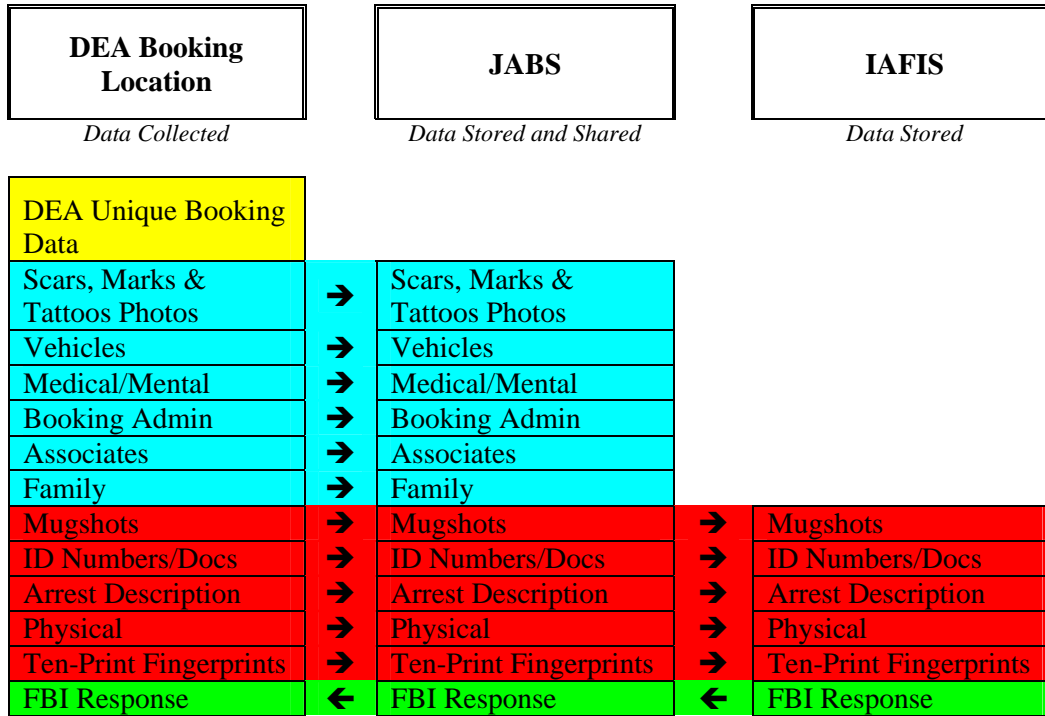 DEA Booking
Location
JABS
IAFIS
Data Collected
Data Stored and Shared
Data Stored
DEA Unique Booking
Data
Scars, Marks &
Tattoos Photos
➔
Scars, Marks &
Tattoos Photos
Vehicles ➔ Vehicles
Medical/Mental ➔ Medical/Mental
Booking Admin ➔ Booking Admin
Associates ➔ Associates
Family ➔ Family
Mugshots ➔ Mugshots ➔ Mugshots
ID Numbers/Docs ➔ ID Numbers/Docs ➔ ID Numbers/Docs
Arrest Description ➔ Arrest Description ➔ Arrest Description
Physical ➔ Physical ➔ Physical
Ten-Print Fingerprints ➔ Ten-Print Fingerprints ➔ Ten-Print Fingerprints
FBI Response 🡸 FBI Response 🡸 FBI Response